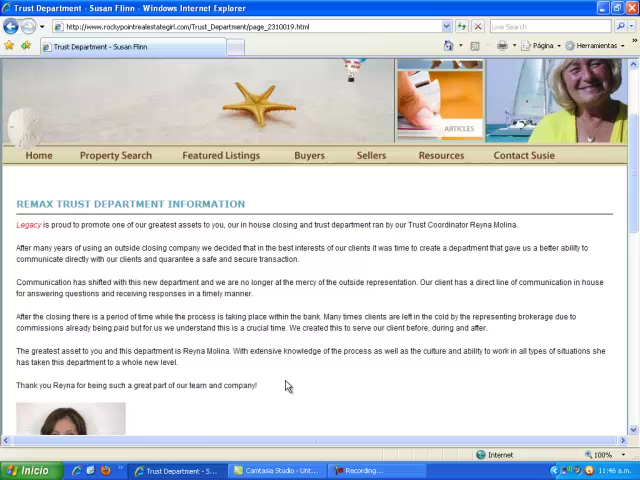 Trust Department - Susan Flinn - Windows Internet Explorer
http://www.rockypointrealestategirl.com/Trust_Department/page_2310019.html
Live Search
Trust Department - Susan Flinn
Página
Herramientas
ARTICLES
Home Property Search Featured Listings Buyers Sellers Resources Contact Susie
REMAX TRUST DEPARTMENT INFORMATION
Legacy is proud to promote one of our greatest assets to you, our in house closing and trust department ran by our Trust Coordinator Reyna Molina.
After many years of using an outside closing company we decided that in the best interests of our clients it was time to create a department that gave us a better ability to
communicate directly with our clients and guarantee a safe and secure transaction.
Communication has shifted with this new department and we are no longer at the mercy of the outside representation. Our client has a direct line of communication in house
for answering questions and receiving responses in a timely manner.
After the closing there is a period of time while the process is taking place within the bank. Many times clients are left in the cold by the representing brokerage due to
commissions already being paid but for us we understand this is a crucial time. We created this to serve our client before, during and after.
The greatest asset to you and this department is Reyna Molina. With extensive knowledge of the process as well as the culture and ability to work in all types of situations she
has taken this department to a whole new level.
Thank you Reyna for being such a great part of our team and company!
Internet
100%
Inicio
Trust Department - S...
Camtasia Studio - Unt...
Recording...
11:46 a.m.